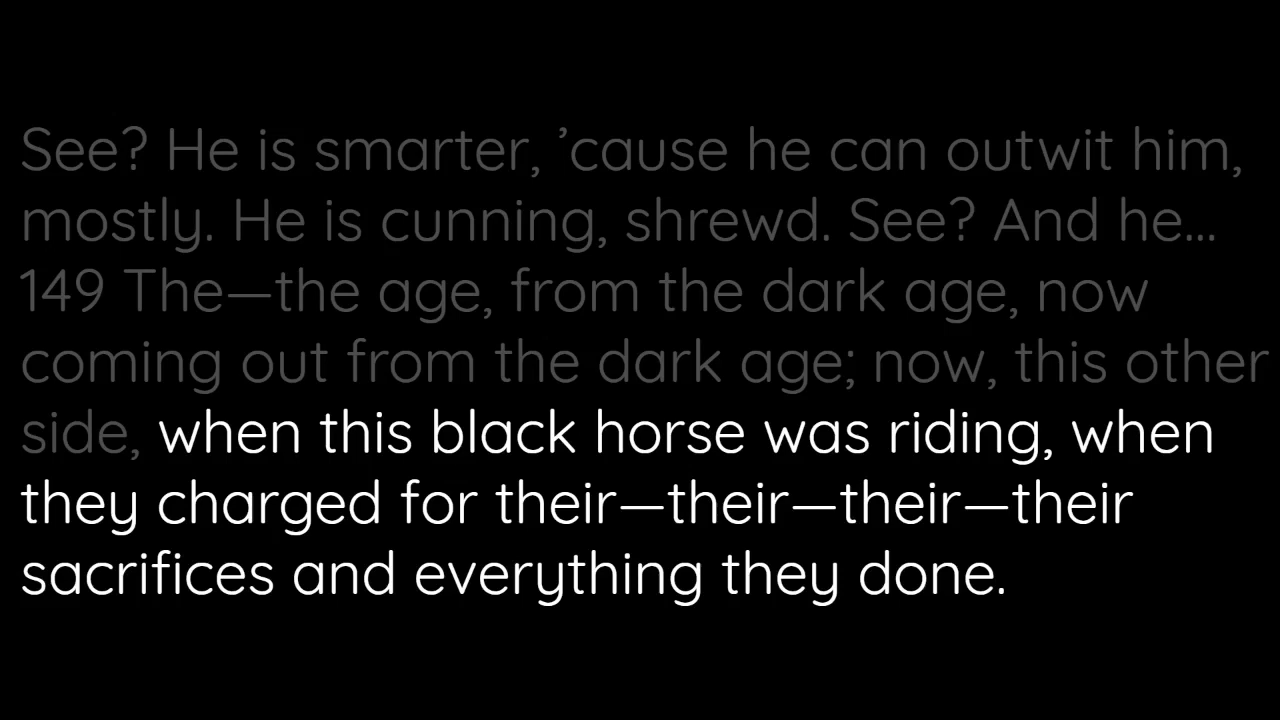 See? He is smarter, ’cause he can outwit him,
mostly. He is cunning, shrewd. See? And he...
149 The—the age, from the dark age, now
coming out from the dark age; now, this other
side, when this black horse was riding, when
they charged for their—their—their—their
sacrifices and everything they done.